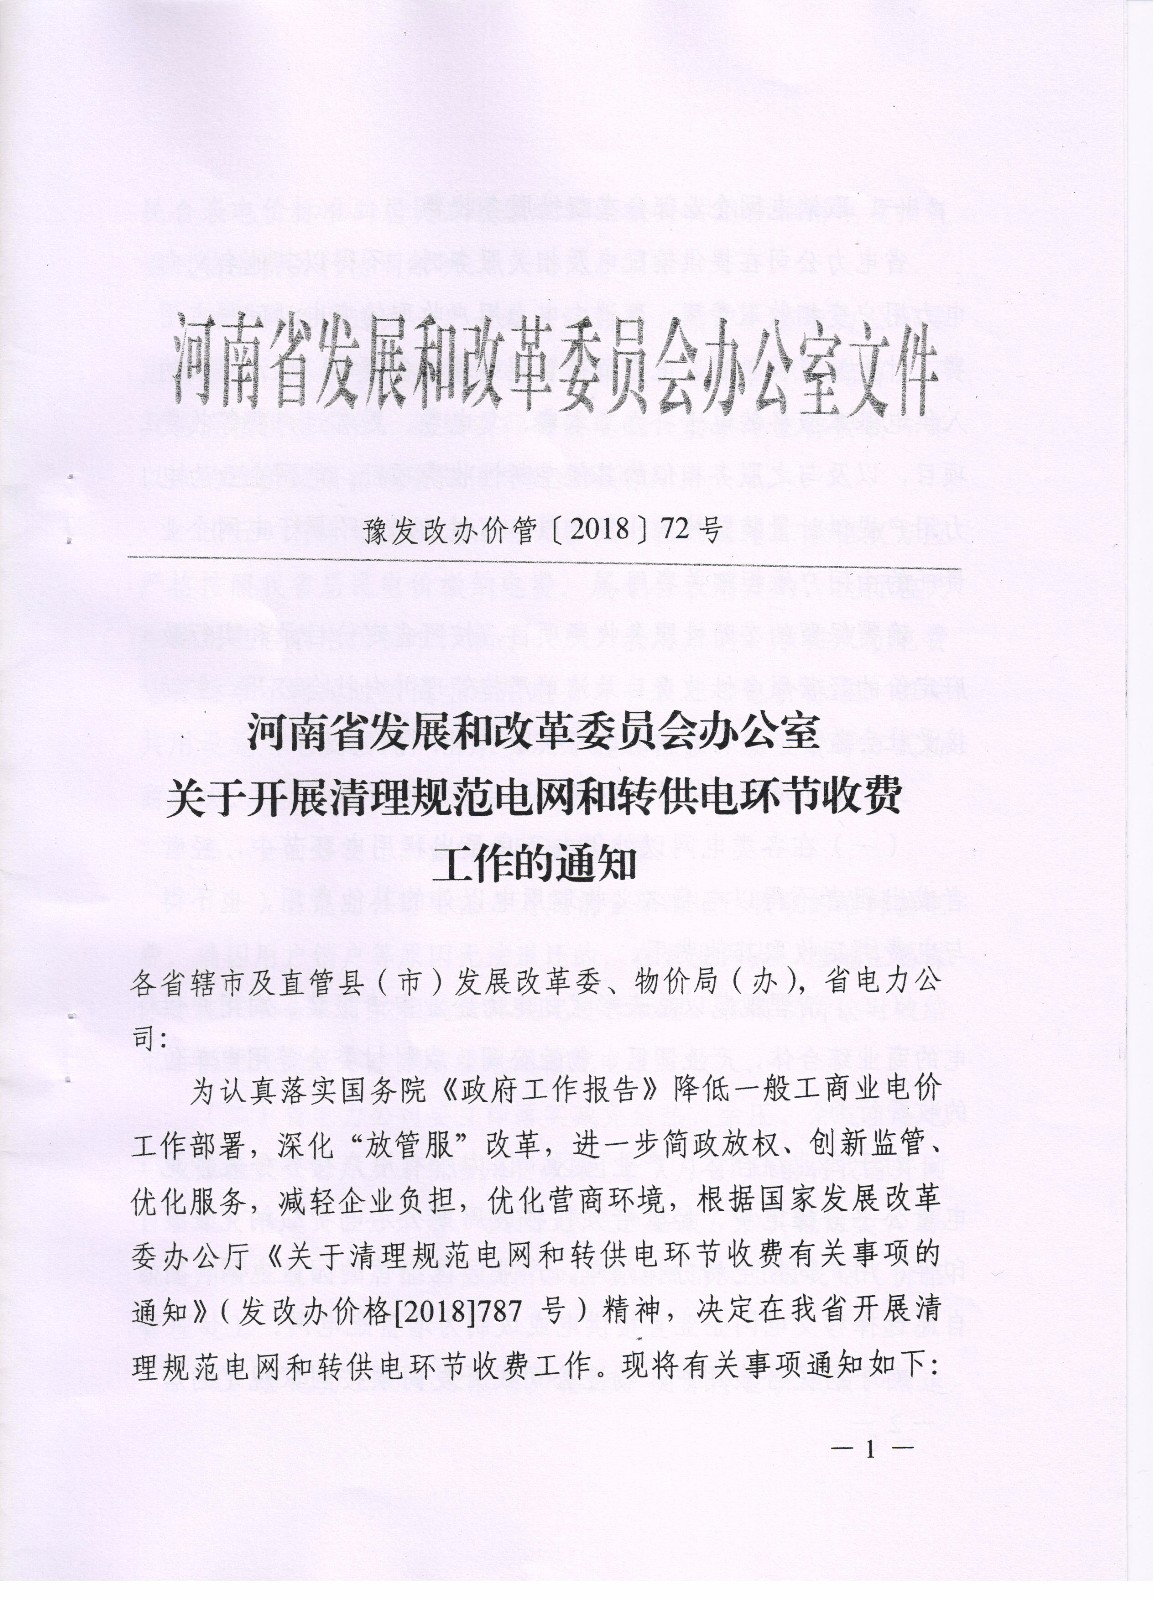 河南省发展和改革委员会办公室文件
豫发改办价管〔2018〕72号
河南省发展和改革委员会办公室
关于开展清理规范电网和转供电环节收费
工作的通知
各省辖市及直管县（市）发展改革委、物价局（办），省电力公
司：
为认真落实国务院《政府工作报告》降低一般工商业电价
工作部署，深化“放管服”改革，进一步简政放权、创新监管、
优化服务，减轻企业负担，优化营商环境，根据国家发展改革
委办公厅《关于清理规范电网和转供电环节收费有关事项的
通知》（发改办价格[2018]787 号）精神，决定在我省开展清
理规范电网和转供电环节收费工作。现将有关事项通知如下：
— 1 —